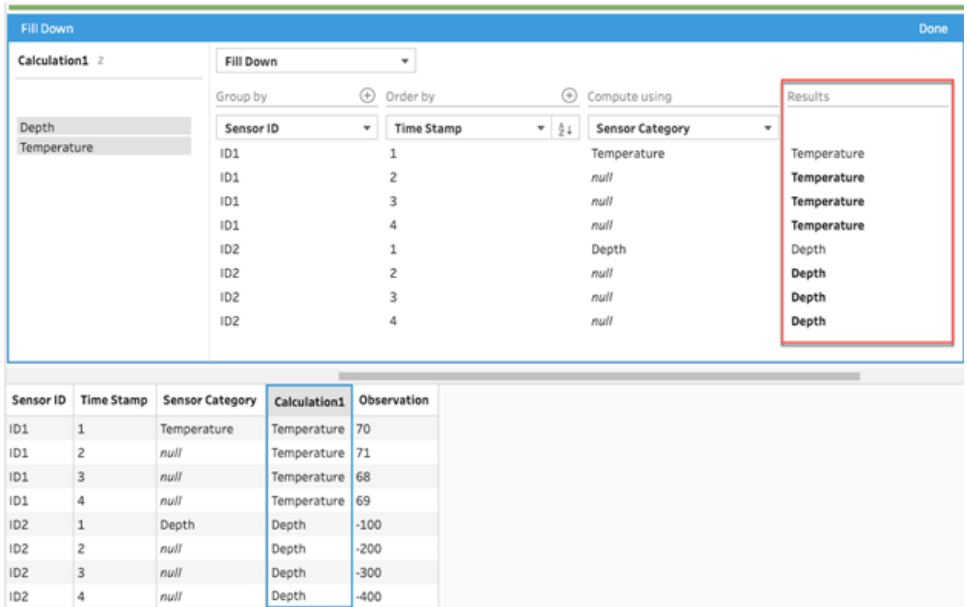 Fill Down Done
Calculation1 2 Fill Down
Group by Order by Compute using Results
Depth Sensor ID Time Stamp Sensor Category
Temperature
ID1 1 Temperature Temperature
ID1 2 null Temperature
ID1 3 null Temperature
ID1 4 null Temperature
ID2 1 Depth Depth
ID2 2 null Depth
ID2 3 null Depth
ID2 4 null Depth
Sensor ID Time Stamp Sensor Category Calculation1 Observation
ID1 1 Temperature Temperature 70
ID1 2 null Temperature 71
ID1 3 null Temperature 68
ID1 4 null Temperature 69
ID2 1 Depth Depth -100
ID2 2 null Depth -200
ID2 3 null Depth -300
ID2 4 null Depth -400